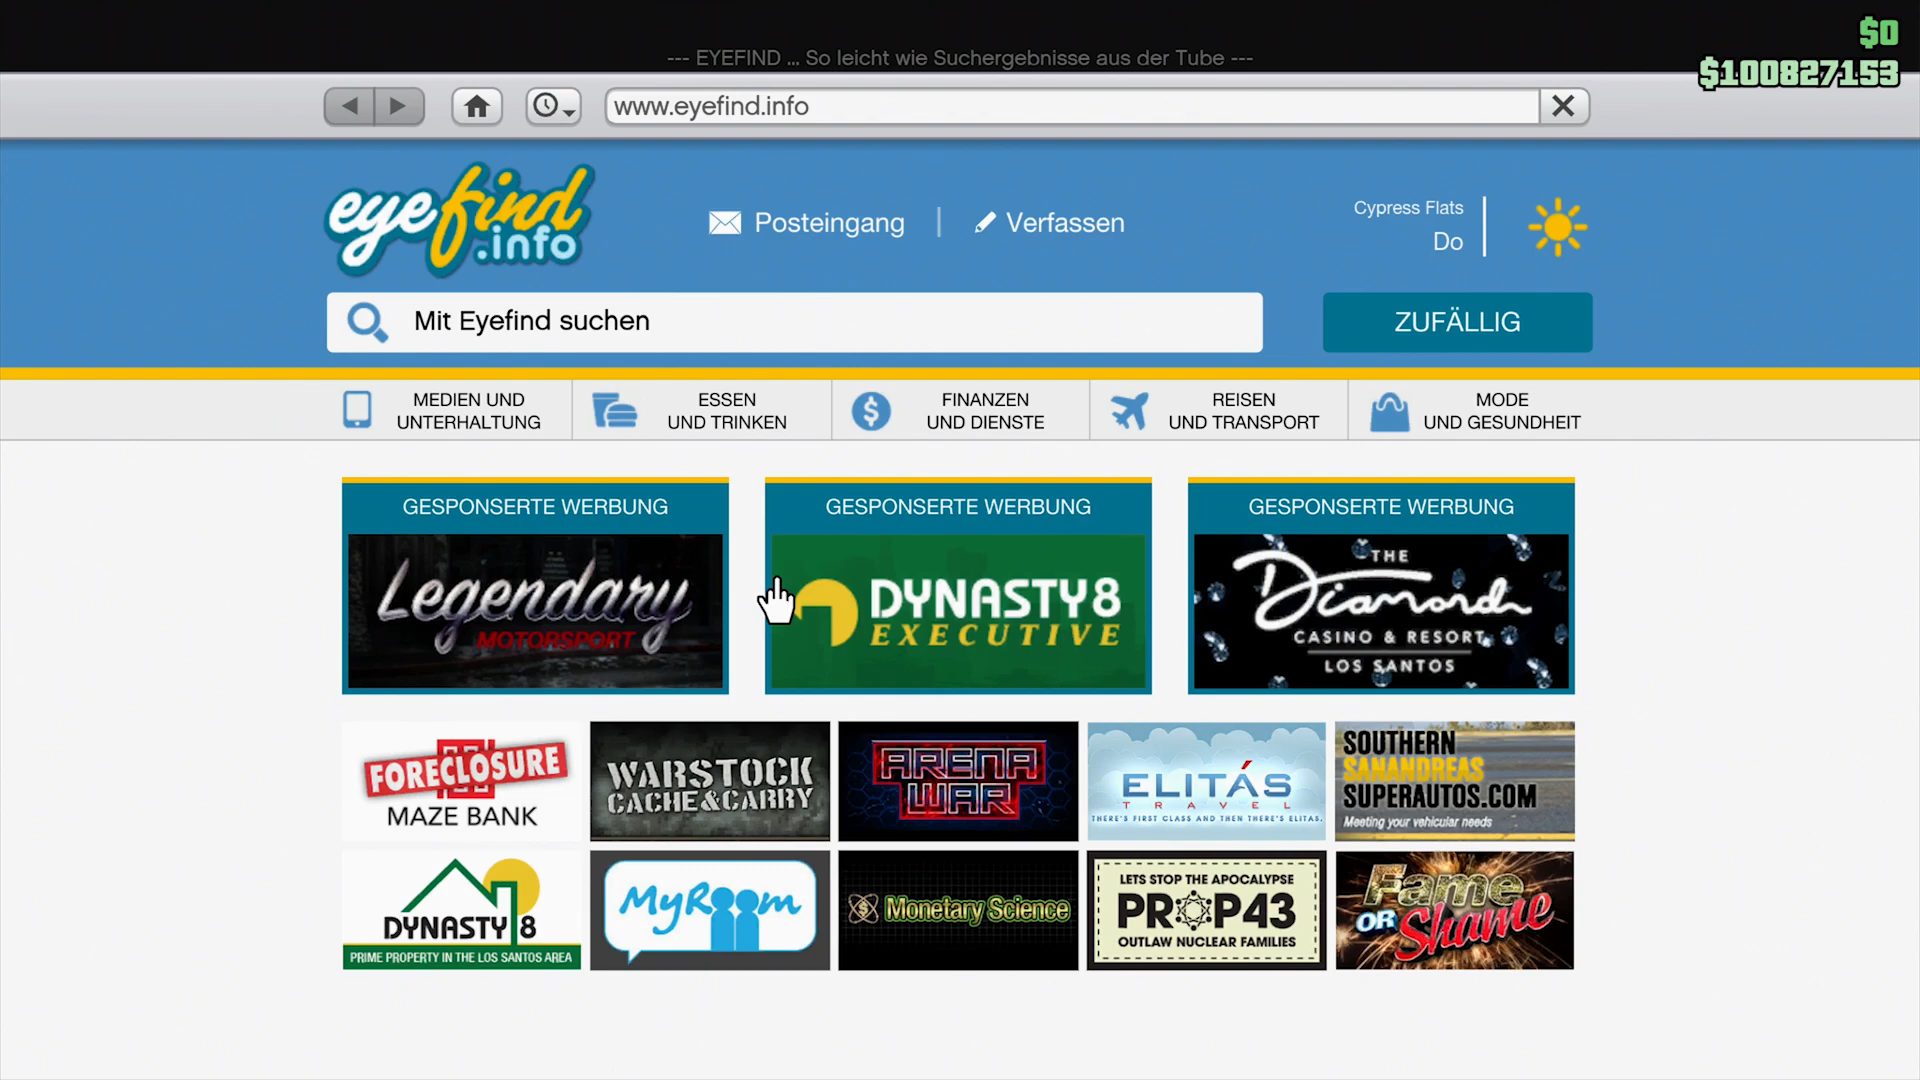 $0
--- EYEFIND ... So leicht wie Suchergebnisse aus der Tube ---
$100827153
www.eyefind.info
eyefind
.info
Posteingang
Verfassen
Cypress Flats
Do
Mit Eyefind suchen
ZUFÄLLIG
MEDIEN UND
UNTERHALTUNG
ESSEN
UND TRINKEN
FINANZEN
UND DIENSTE
REISEN
UND TRANSPORT
MODE
UND GESUNDHEIT
GESPONSERTE WERBUNG
Legendary
MOTORSPORT
GESPONSERTE WERBUNG
DYNASTY8
EXECUTIVE
GESPONSERTE WERBUNG
THE
Diamond
CASINO & RESORT
LOS SANTOS
FORECLOSURE
MAZE BANK
WARSTOCK
CACHE&CARRY
ARENA
WAR
ELITÁS
TRAVEL
THERE'S FIRST CLASS AND THEN THERE'S ELITAS.
SOUTHERN
SANANDREAS
SUPERAUTOS.COM
Meeting your vehicular needs
DYNASTY 8
PRIME PROPERTY IN THE LOS SANTOS AREA
MyRoom
Monetary Science
LETS STOP THE APOCALYPSE
PROP43
OUTLAW NUCLEAR FAMILIES
Fame
OR Shame